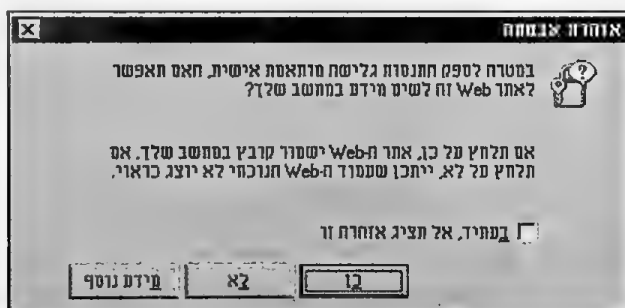 אזהרת אבטחה
במטרה לספק התנסות גלישה מותאמת אישית, האם תאפשר
לאתר Web זה לשים מידע במחשב שלך?
אם תלחץ על כן, אתר ה-Web ישמור קובץ במחשב שלך. אם
תלחץ על לא, ייתכן שעמוד ה-Web הנוכחי לא יוצג כראוי.
בעתיד, אל תציג אזהרה זו
כן
לא
מידע נוסף